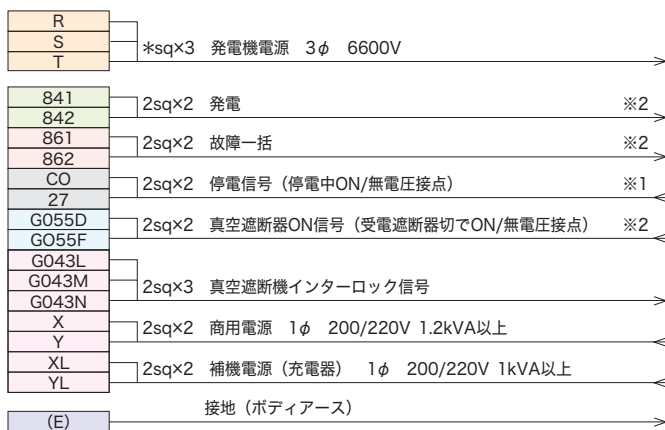 R
S
T
*sq×3 発電機電源 3φ 6600V
841
842
2sq×2 発電 ※2
861
862
2sq×2 故障一括 ※2
CO
27
2sq×2 停電信号（停電中ON/無電圧接点） ※1
G055D
GO55F
2sq×2 真空遮断器ON信号（受電遮断器切でON/無電圧接点） ※2
G043L
G043M
G043N
2sq×3 真空遮断機インターロック信号
X
Y
2sq×2 商用電源 1φ 200/220V 1.2kVA以上
XL
YL
2sq×2 補機電源（充電器） 1φ 200/220V 1kVA以上
(E)
接地（ボディアース）